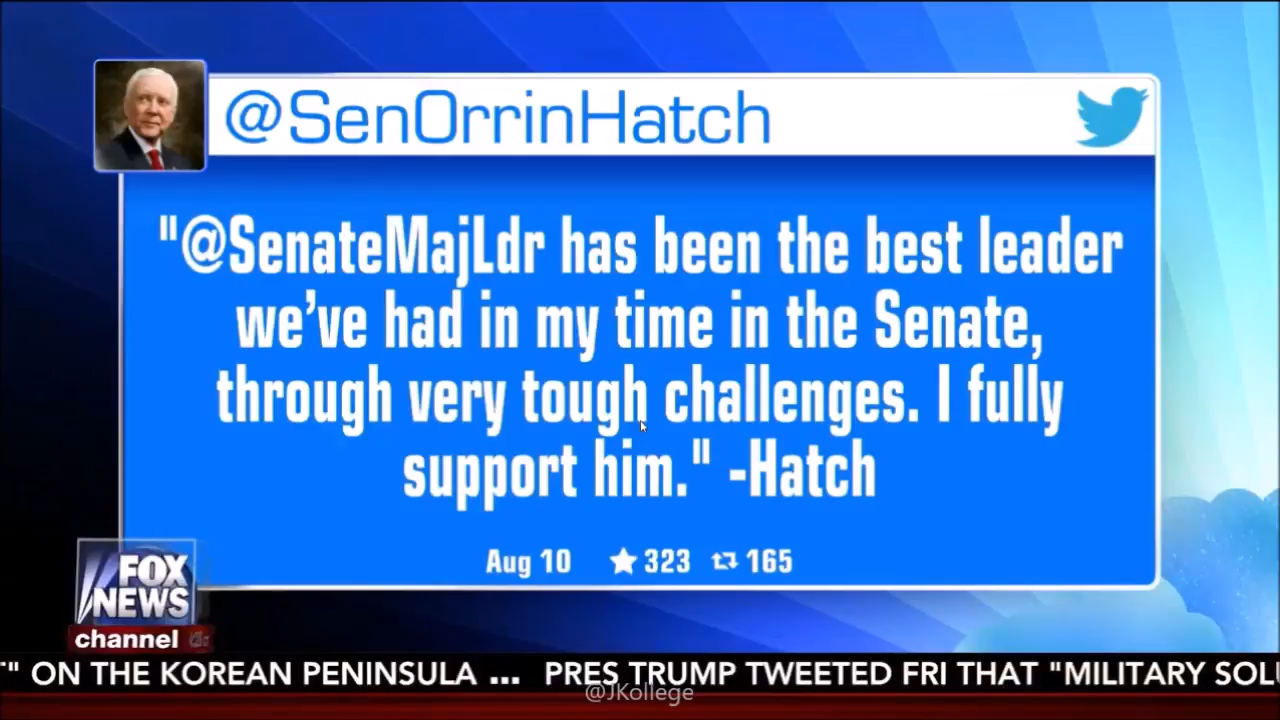 @SenOrrinHatch
"@SenateMajLdr has been the best leader
we’ve had in my time in the Senate,
through very tough challenges. I fully
support him." -Hatch
Aug 10 ★ 323 165
FOX
NEWS
channel
" ON THE KOREAN PENINSULA ... PRES TRUMP TWEETED FRI THAT "MILITARY SOL
@JKollege